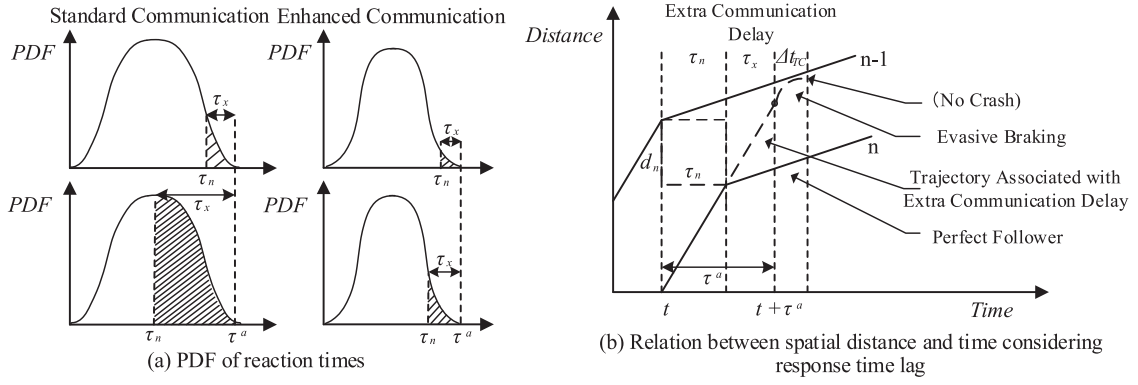 Standard Communication
Enhanced Communication
PDF
τx
τn
PDF
τx
τn
PDF
τx
τn
τa
PDF
τx
τn
τa
(a) PDF of reaction times
Extra Communication
Delay
Distance
τn
τx
ΔtTC
n-1
(No Crash)
Evasive Braking
n
dn
τn
Trajectory Associated with
Extra Communication Delay
Perfect Follower
τa
t
t + τa
Time
(b) Relation between spatial distance and time considering
response time lag